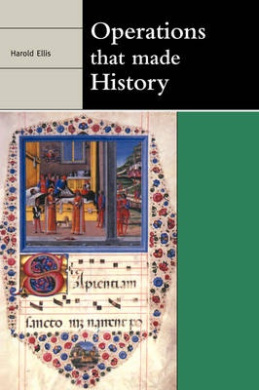 Harold Ellis
Operations
that made
History
Sapientiam
sancto rum narrent po